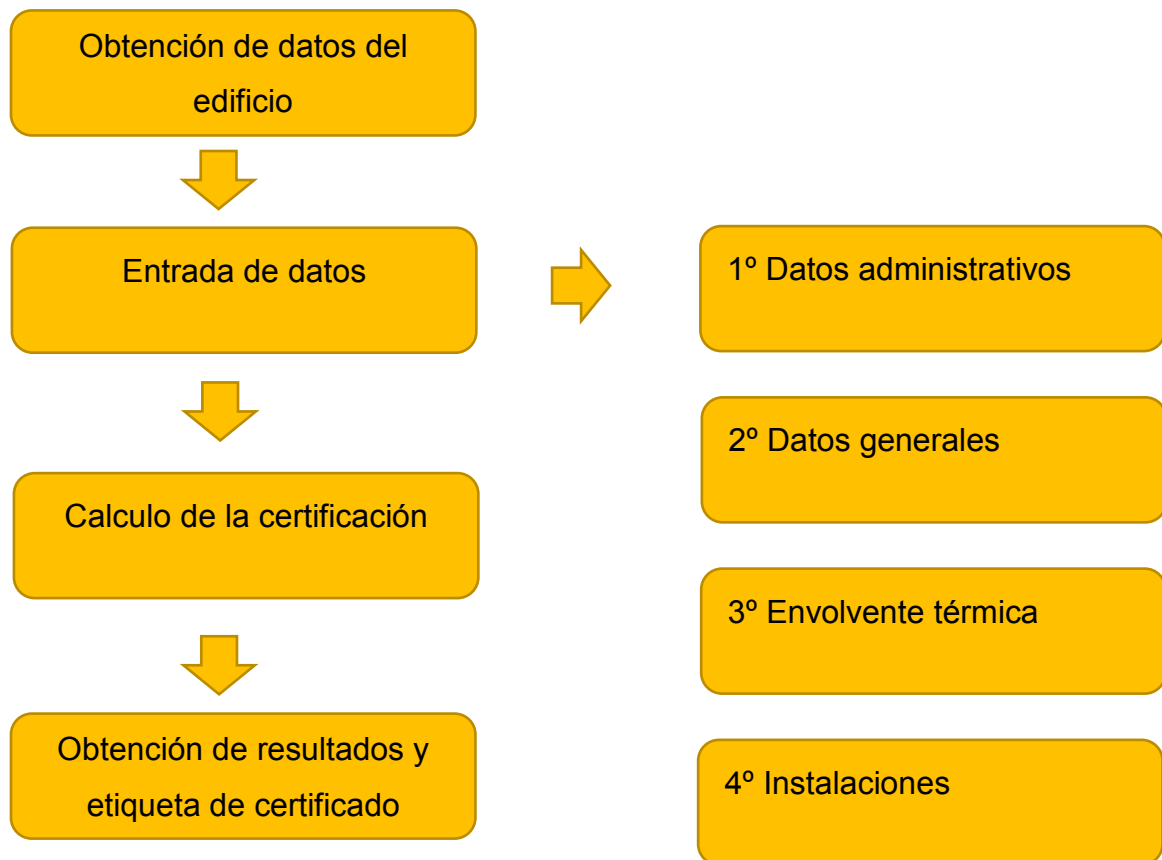 Obtención de datos del
edificio
Entrada de datos
Calculo de la certificación
Obtención de resultados y
etiqueta de certificado
1º Datos administrativos
2º Datos generales
3º Envolvente térmica
4º Instalaciones